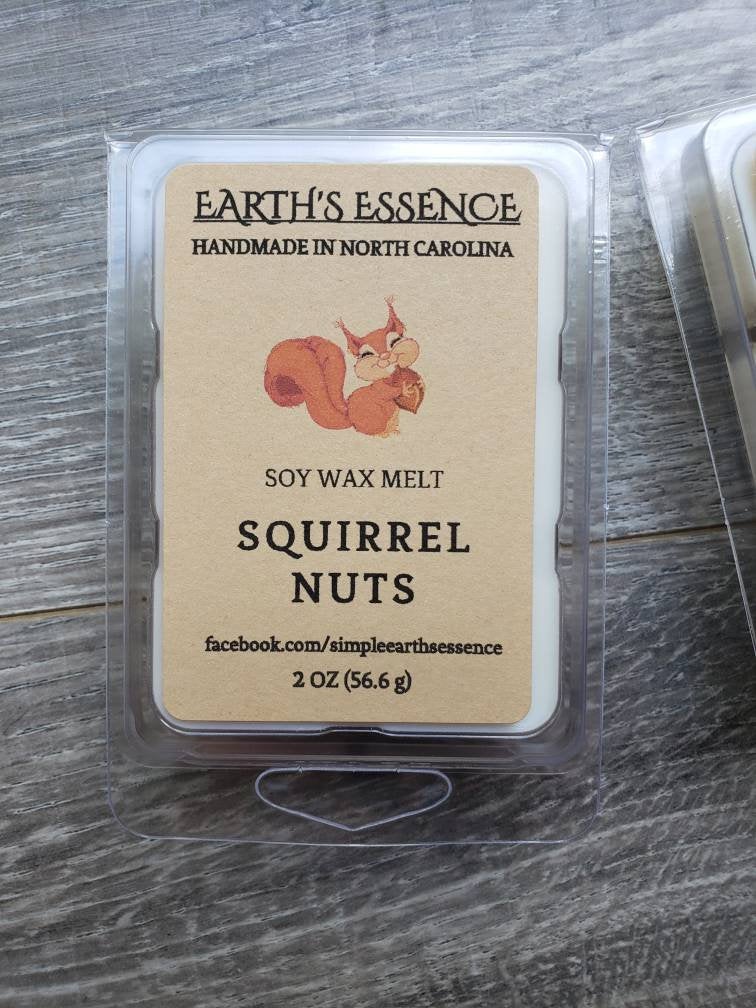 EARTH'S ESSENCE
HANDMADE IN NORTH CAROLINA
SOY WAX MELT
SQUIRREL
NUTS
facebook.com/simpleearthsessence
2 OZ (56.6 g)